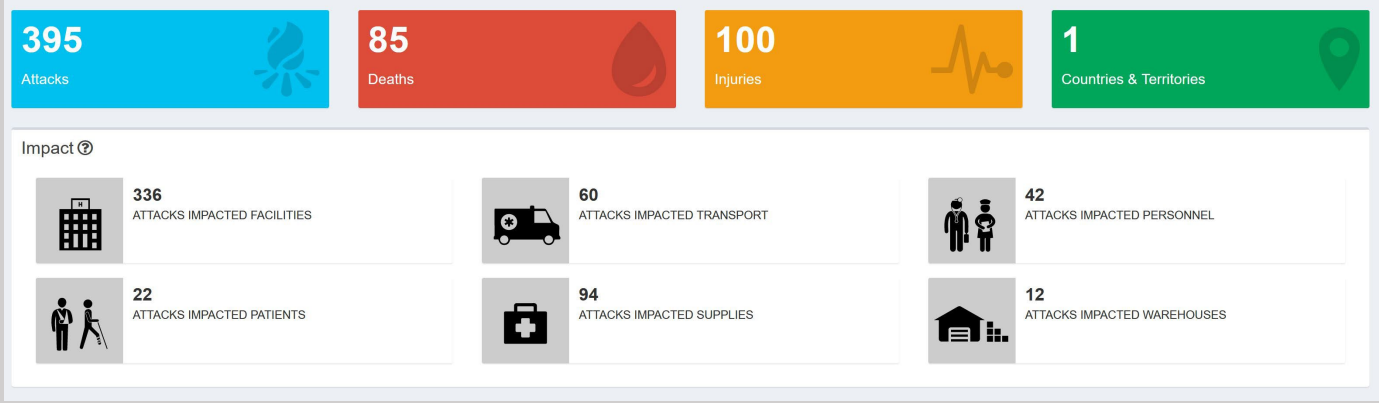 395
Attacks
85
Deaths
100
Injuries
1
Countries & Territories
Impact
336
ATTACKS IMPACTED FACILITIES
60
ATTACKS IMPACTED TRANSPORT
42
ATTACKS IMPACTED PERSONNEL
22
ATTACKS IMPACTED PATIENTS
94
ATTACKS IMPACTED SUPPLIES
12
ATTACKS IMPACTED WAREHOUSES